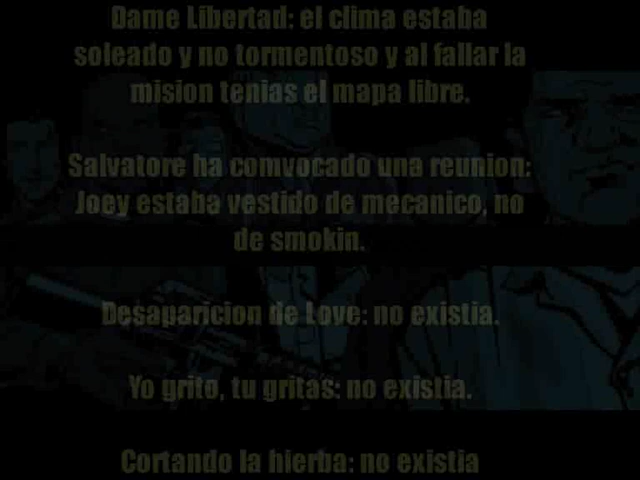 Dame Libertad: el clima estaba
soleado y no tormentoso y al fallar la
mision tenias el mapa libre.
Salvatore ha comvocado una reunion:
Joey estaba vestido de mecanico, no
de smokin.
Desaparicion de Love: no existia.
Yo grito, tu gritas: no existia.
Cortando la hierba: no existia